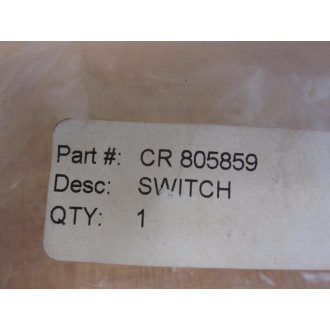 Part #: CR 805859
Desc: SWITCH
QTY: 1